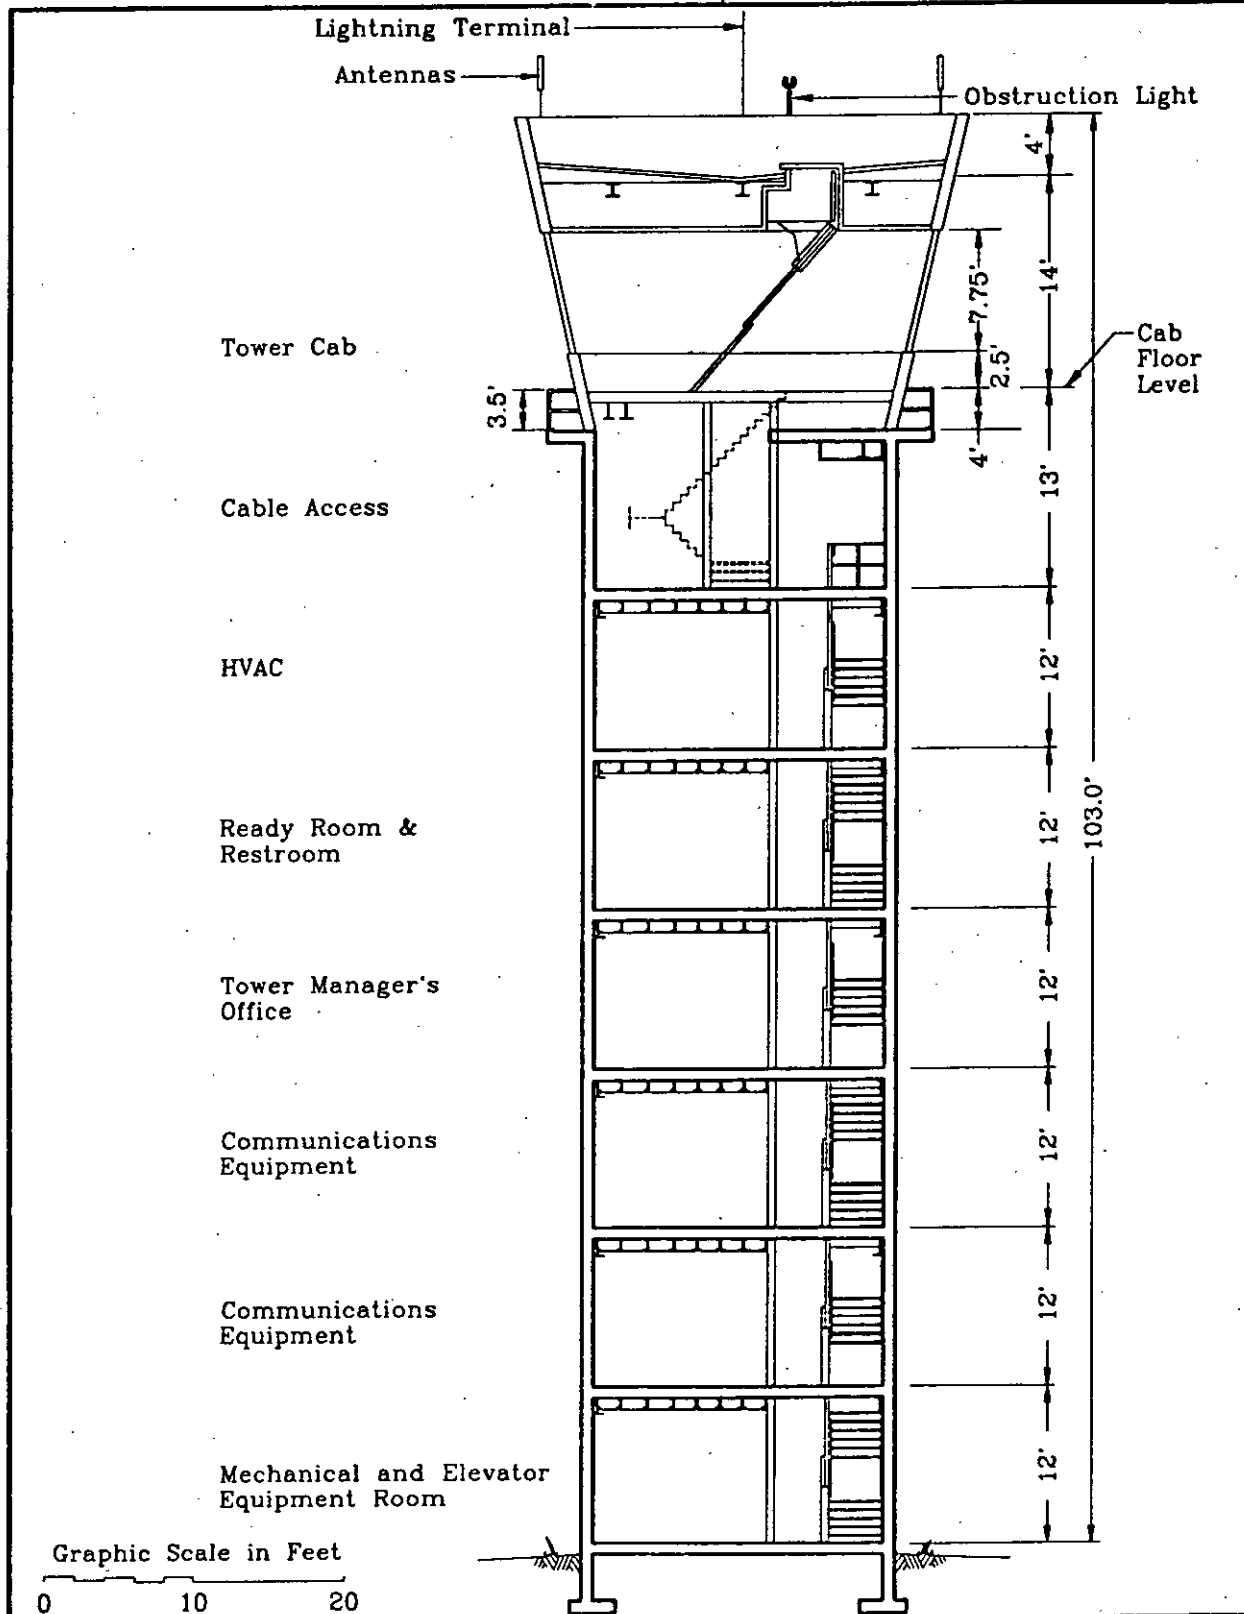 Lightning Terminal
Antennas
Obstruction Light
4'
14'
7.75'
Tower Cab
2.5'
Cab
Floor
Level
3.5'
4'
13'
Cable Access
HVAC
12'
Ready Room &
Restroom
12'
103.0'
Tower Manager's
Office
12'
Communications
Equipment
12'
Communications
Equipment
12'
Mechanical and Elevator
Equipment Room
12'
Graphic Scale in Feet
0 10 20